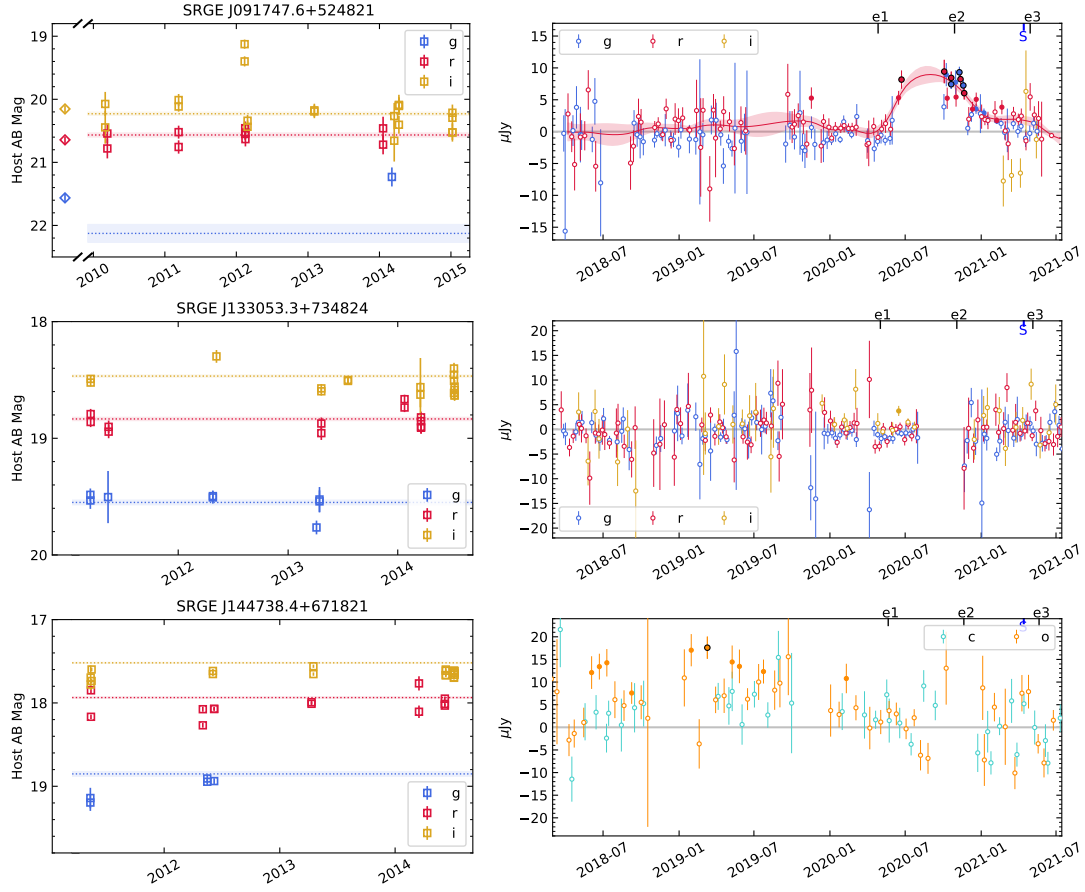 SRGE J091747.6+524821
Host AB Mag
19
20
21
22
g
r
i
2010
2011
2012
2013
2014
2015
e1
e2
e3
S
g
r
i
μJy
15
10
5
0
−5
−10
−15
2018-07
2019-01
2019-07
2020-01
2020-07
2021-01
2021-07
SRGE J133053.3+734824
Host AB Mag
18
19
20
g
r
i
2012
2013
2014
e1
e2
e3
S
μJy
20
15
10
5
0
−5
−10
−15
−20
g
r
i
2018-07
2019-01
2019-07
2020-01
2020-07
2021-01
2021-07
SRGE J144738.4+671821
Host AB Mag
17
18
19
g
r
i
2012
2013
2014
e1
e2
e3
S
c
o
μJy
20
15
10
5
0
−5
−10
−15
−20
2018-07
2019-01
2019-07
2020-01
2020-07
2021-01
2021-07